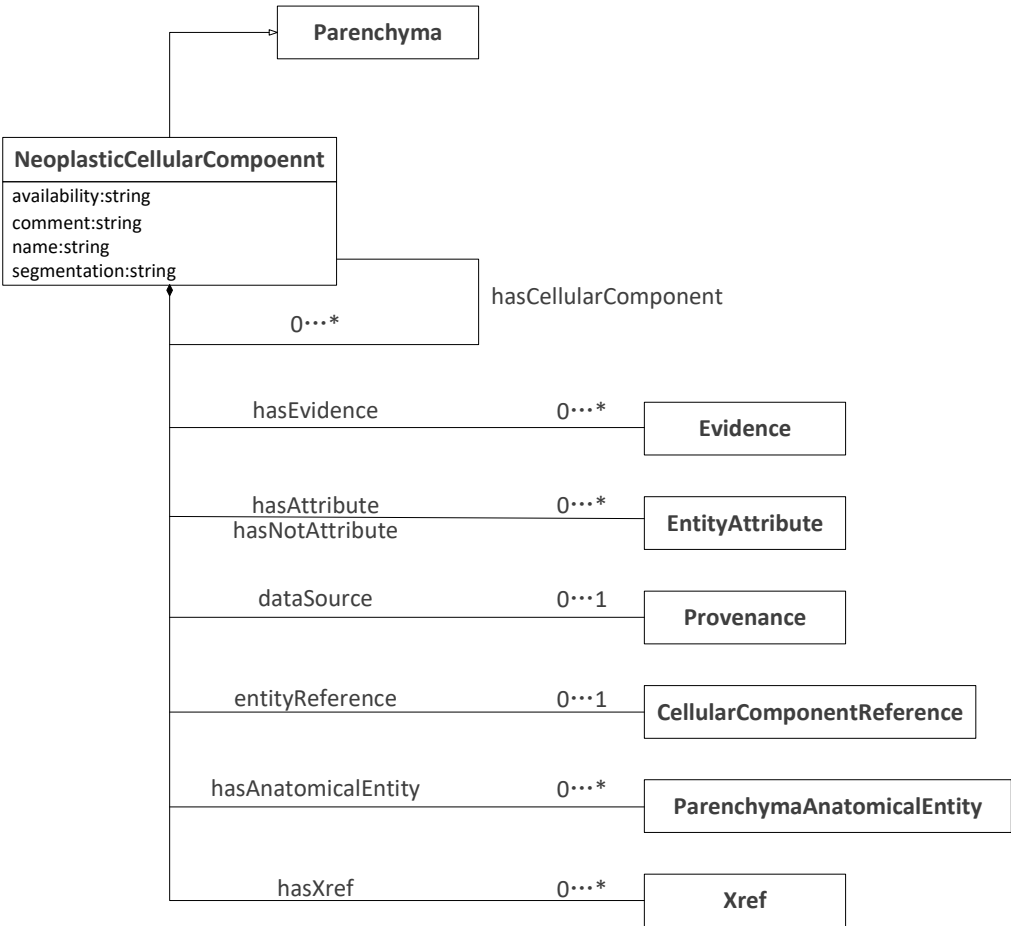 Parenchyma
NeoplasticCellularCompoennt
availability:string
comment:string
name:string
segmentation:string
hasCellularComponent
0···*
hasEvidence 0···*
Evidence
hasAttribute 0···*
EntityAttribute
hasNotAttribute
dataSource 0···1
Provenance
entityReference 0···1
CellularComponentReference
hasAnatomicalEntity 0···*
ParenchymaAnatomicalEntity
hasXref 0···*
Xref